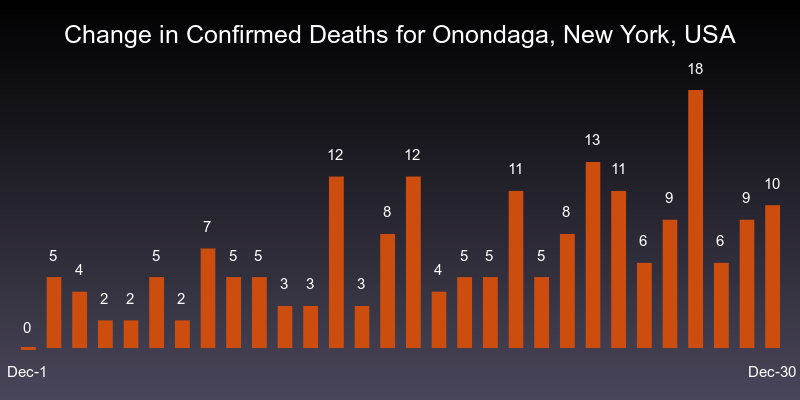 Change in Confirmed Deaths for Onondaga, New York, USA
0 5 4 2 2 5 2 7 5 5 3 3 12 3 8 12 4 5 5 11 5 8 13 11 6 9 18 6 9 10
Dec-1 Dec-30